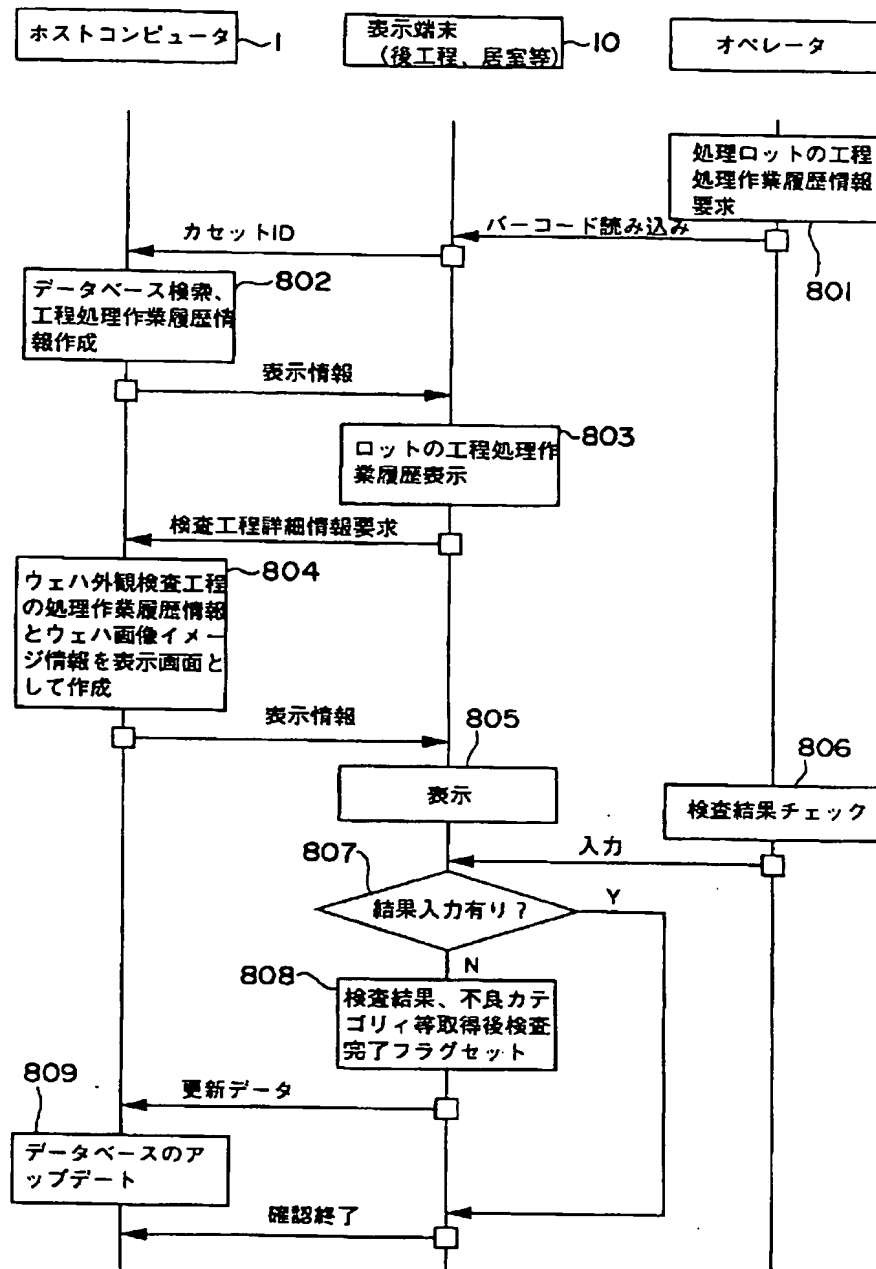 ホストコンピュータ
1
表示端末
(後工程、居室等)
10
オペレータ
処理ロットの工程
処理作業履歴情報
要求
801
バーコード読み込み
カセットID
データベース検索、
工程処理作業履歴情
報作成
802
表示情報
ロットの工程処理作
業履歴表示
803
検査工程詳細情報要求
ウェハ外観検査工程
の処理作業履歴情報
とウェハ画像イメー
ジ情報を表示画面と
して作成
804
表示情報
表示
805
検査結果チェック
806
入力
807
結果入力有り?
Y
N
808
検査結果、不良カテ
ゴリィ等取得後検査
完了フラグセット
更新データ
809
データベースのア
ップデート
確認終了